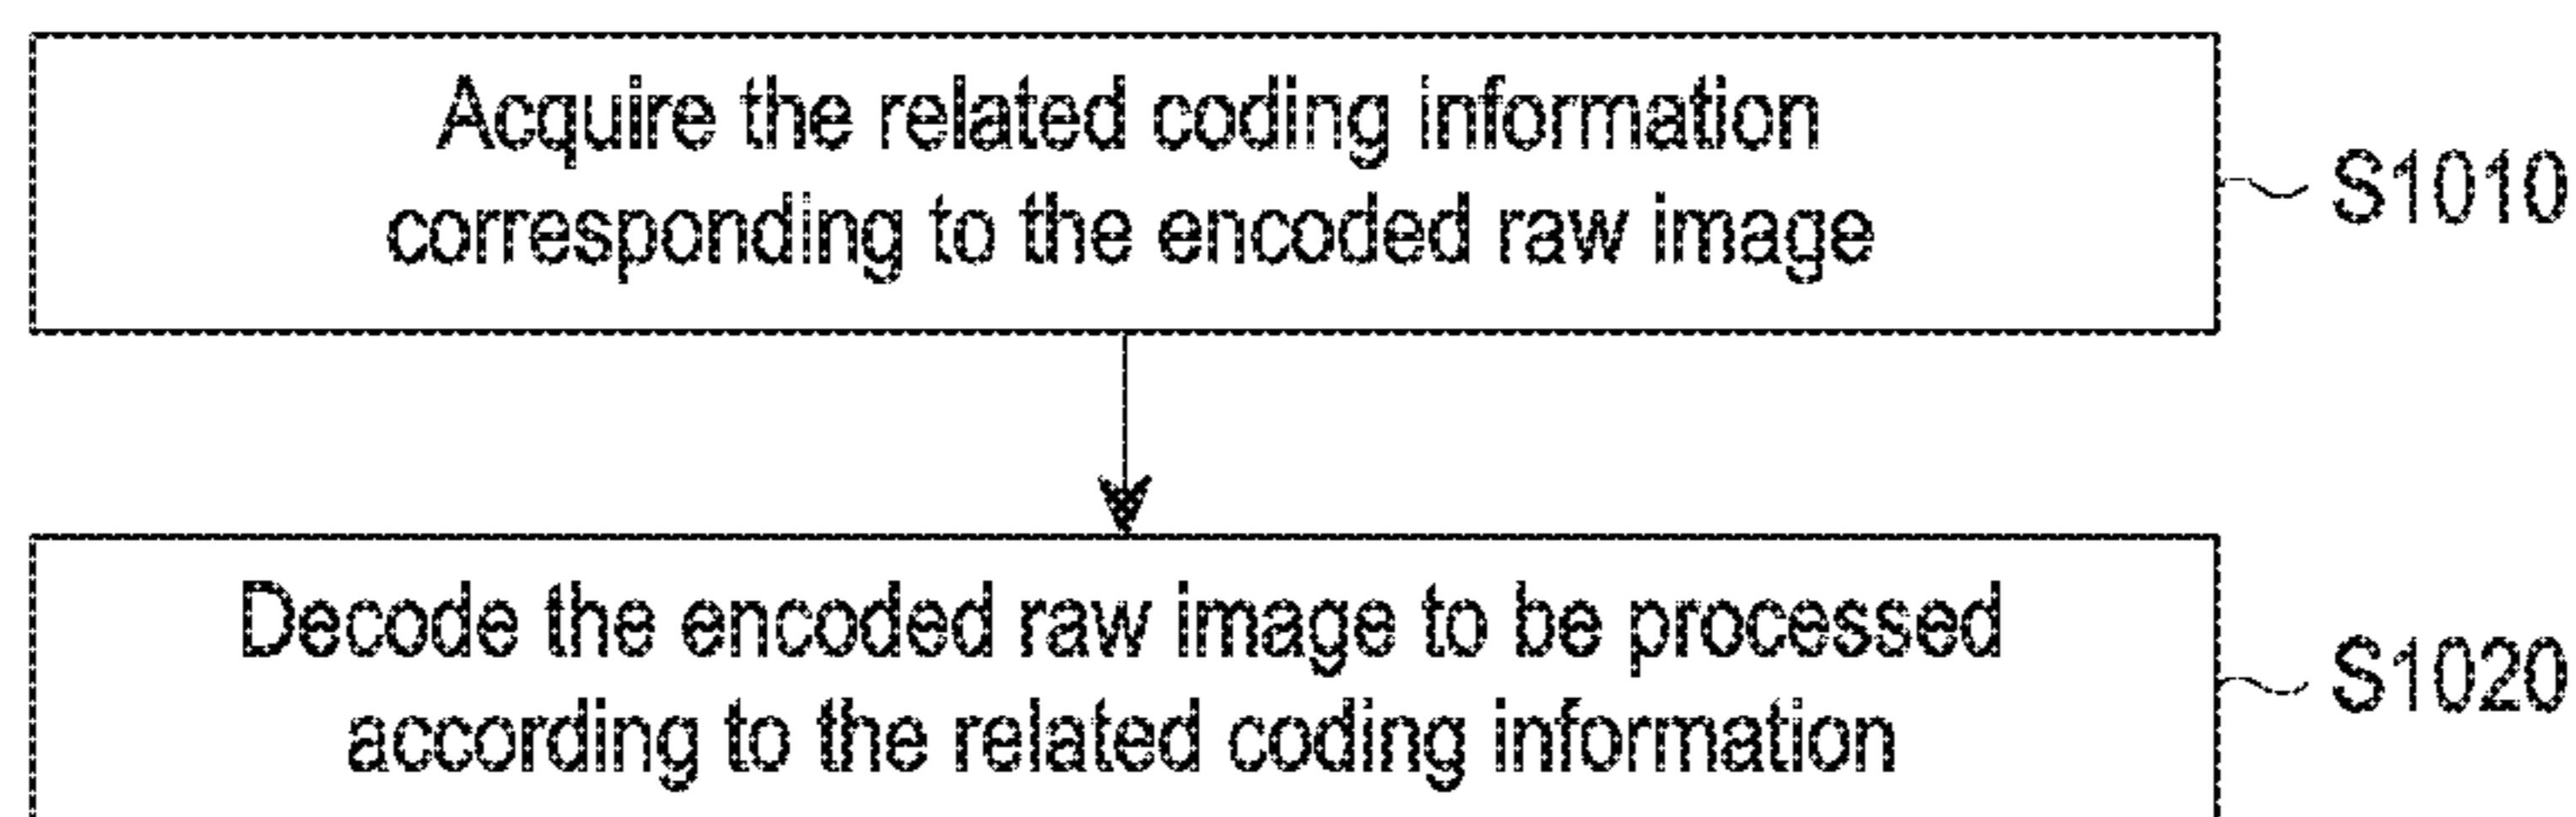 Acquire the related coding information
corresponding to the encoded raw image
S1010
Decode the encoded raw image to be processed
according to the related coding information
S1020